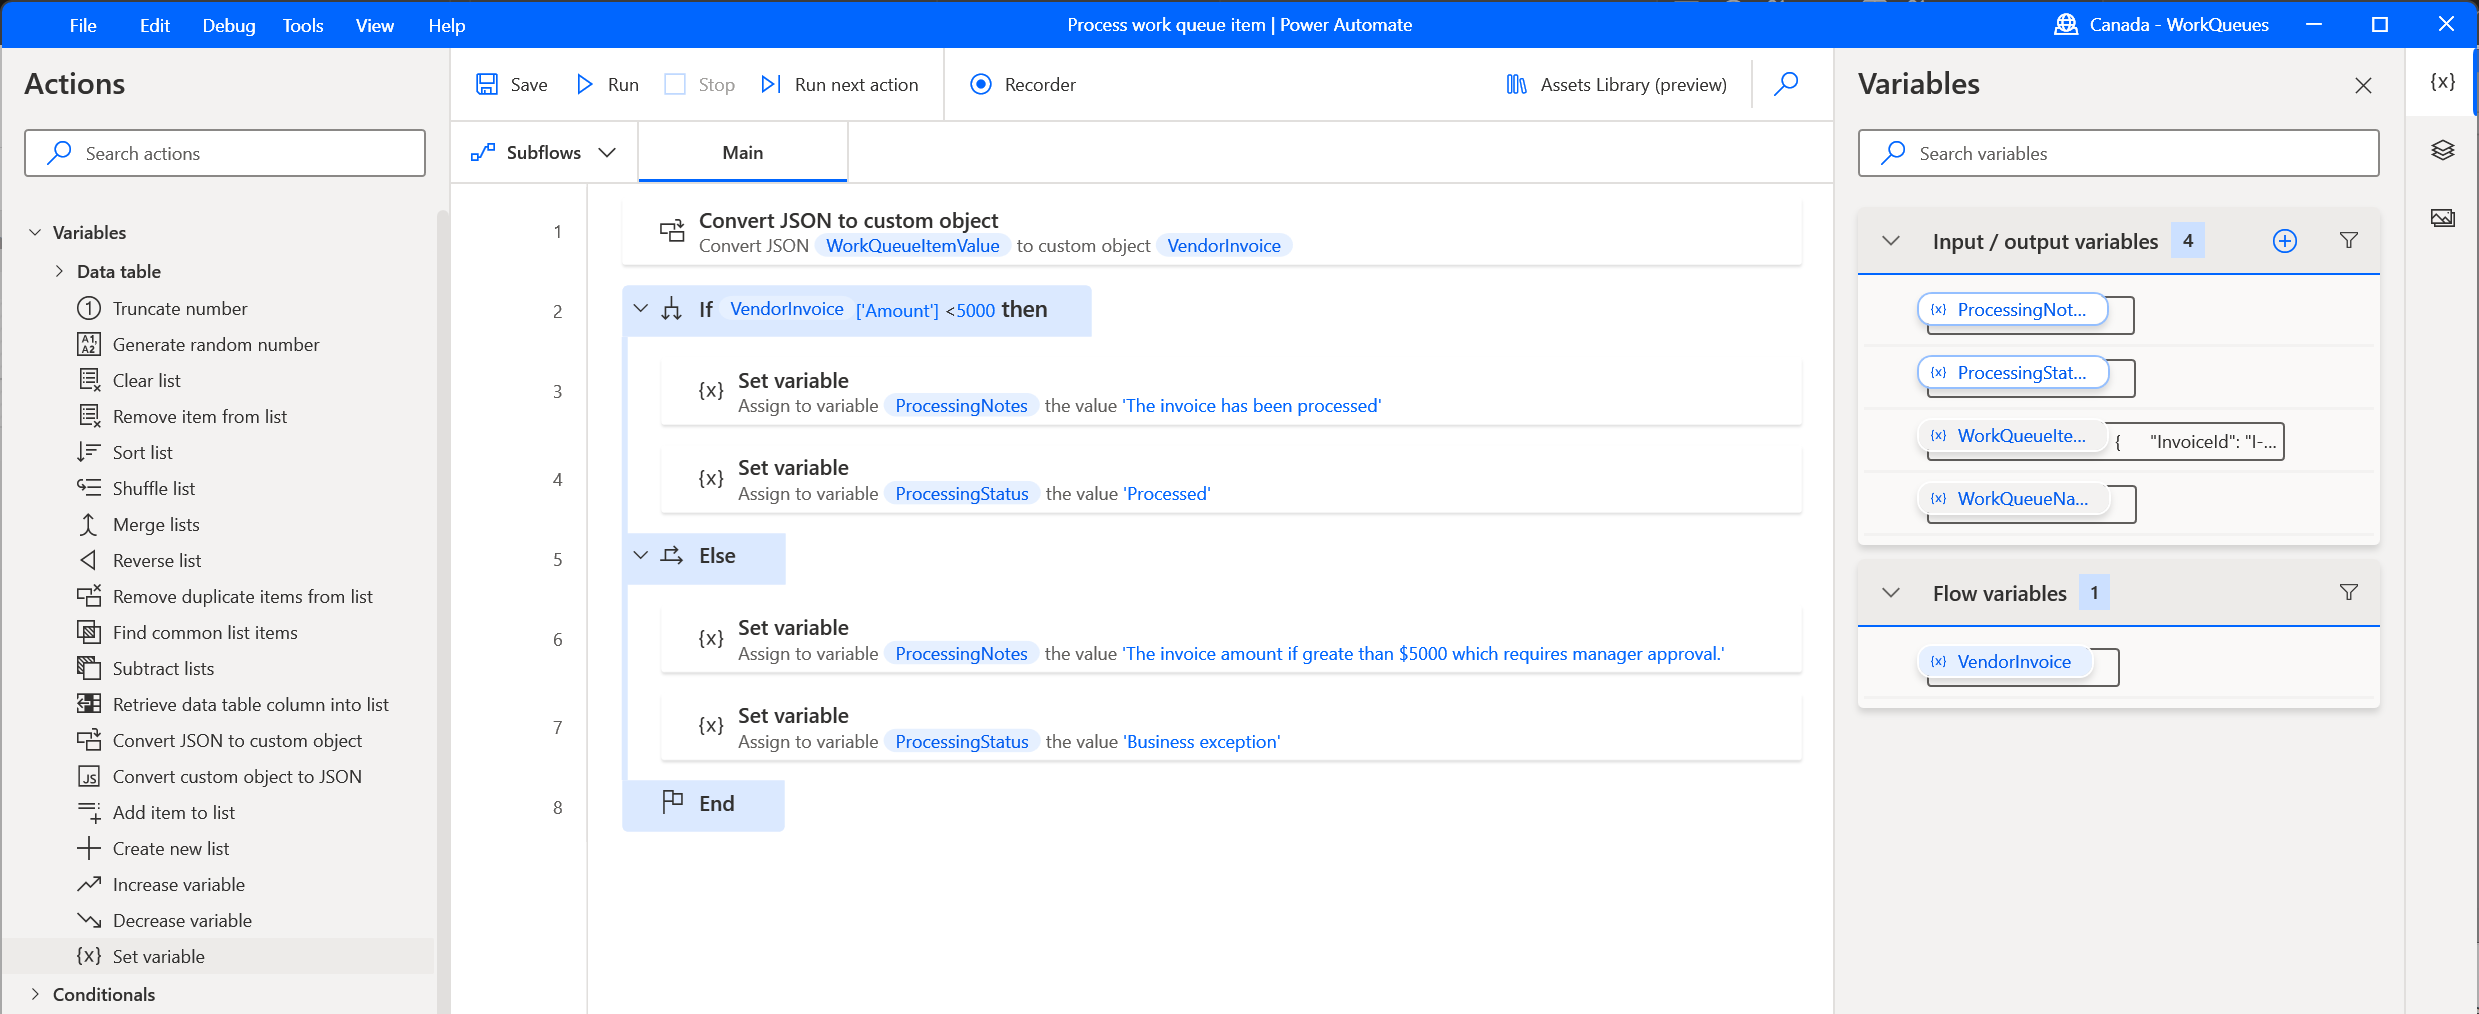 File Edit Debug Tools View Help Process work queue item | Power Automate Canada - WorkQueues
Actions
Search actions
Variables
Data table
Truncate number
Generate random number
Clear list
Remove item from list
Sort list
Shuffle list
Merge lists
Reverse list
Remove duplicate items from list
Find common list items
Subtract lists
Retrieve data table column into list
Convert JSON to custom object
Convert custom object to JSON
Add item to list
Create new list
Increase variable
Decrease variable
{x} Set variable
Conditionals
Save Run Stop Run next action Recorder Assets Library (preview)
Subflows Main
1 Convert JSON to custom object
Convert JSON WorkQueueItemValue to custom object VendorInvoice
2 If VendorInvoice ['Amount'] <5000 then
3 {x} Set variable
Assign to variable ProcessingNotes the value 'The invoice has been processed'
4 {x} Set variable
Assign to variable ProcessingStatus the value 'Processed'
5 Else
6 {x} Set variable
Assign to variable ProcessingNotes the value 'The invoice amount if greate than $5000 which requires manager approval.'
7 {x} Set variable
Assign to variable ProcessingStatus the value 'Business exception'
8 End
Variables
{x}
Search variables
Input / output variables 4
{x} ProcessingNot...
{x} ProcessingStat...
{x} WorkQueueIte... { "InvoiceId": "I-...
{x} WorkQueueNa...
Flow variables 1
{x} VendorInvoice